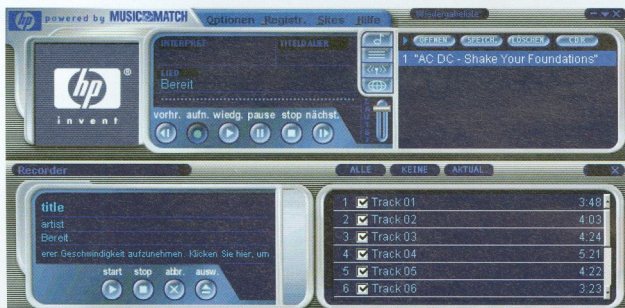 hp powered by MUSICMATCH Optionen Registr. Sites Hilfe Wiedergabeliste
INTERPRET TITELDAUER
ÖFFNEN SPEICH. LÖSCHEN CD-R
1 "AC DC - Shake Your Foundations"
LIED
Bereit
hp ®
invent
vorhr. aufn. wiedg. pause stop nächst.
Recorder ALLE KEINE AKTUAL.
title
artist
Bereit.
erer Geschwindigkeit aufzunehmen. Klicken Sie hier, um
start stop abbr. ausw.
1 Track 01 3:48
2 Track 02 4:03
3 Track 03 4:24
4 Track 04 5:21
5 Track 05 4:22
6 Track 06 3:23